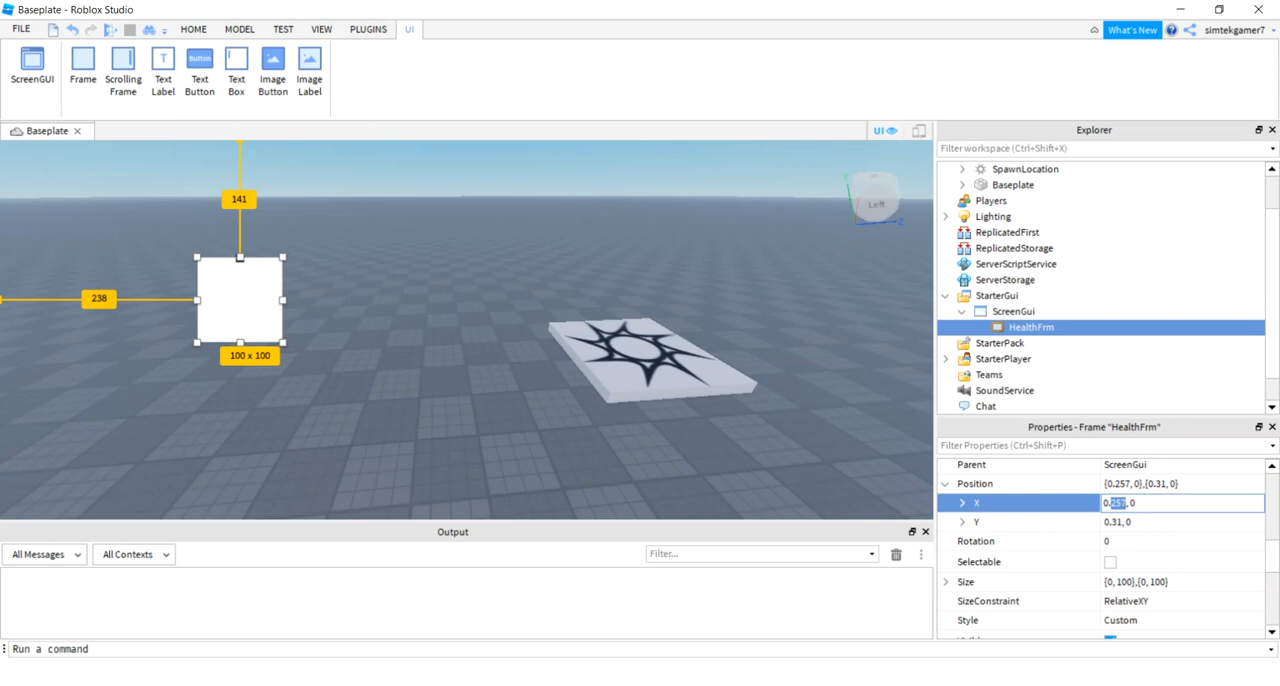 Baseplate - Roblox Studio
FILE HOME MODEL TEST VIEW PLUGINS UI What's New simtekgamer7
ScreenGUI Frame Scrolling Frame Text Label Text Button Text Box Image Button Image Label
Button
Baseplate UI Explorer
Filter workspace (Ctrl+Shift+X)
SpawnLocation
Baseplate
Players
Lighting
ReplicatedFirst
ReplicatedStorage
ServerScriptService
ServerStorage
StarterGui
ScreenGui
HealthFrm
StarterPack
StarterPlayer
Teams
SoundService
Chat
141
Left
238
100 x 100
Properties - Frame "HealthFrm"
Filter Properties (Ctrl+Shift+P)
Parent ScreenGui
Position {0.257, 0},{0.31, 0}
X 0.257, 0
Y 0.31, 0
Rotation 0
Selectable
Size {0, 100},{0, 100}
SizeConstraint RelativeXY
Style Custom
Output
All Messages All Contexts Filter...
Run a command